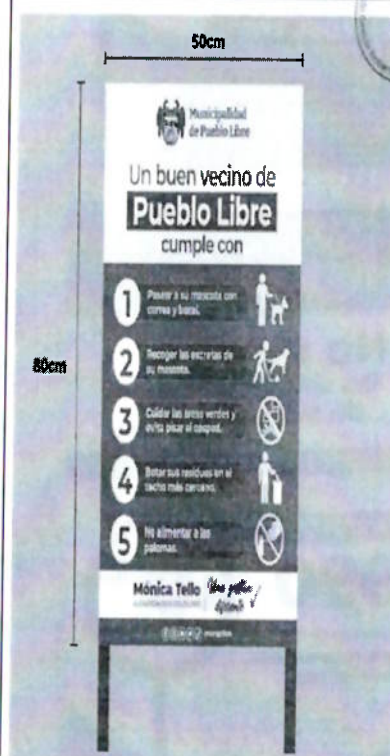 50cm
80cm
Municipalidad
de Pueblo Libre
Un buen vecino de
Pueblo Libre
cumple con
1
Pasear a su mascota con
correa y bozal.
2
Recoger las excretas de
su mascota.
3
Cuidar las áreas verdes y
evita pisar el césped.
4
Botar sus residuos en el
tacho más cercano.
5
No alimentar a las
palomas.
Mónica Tello